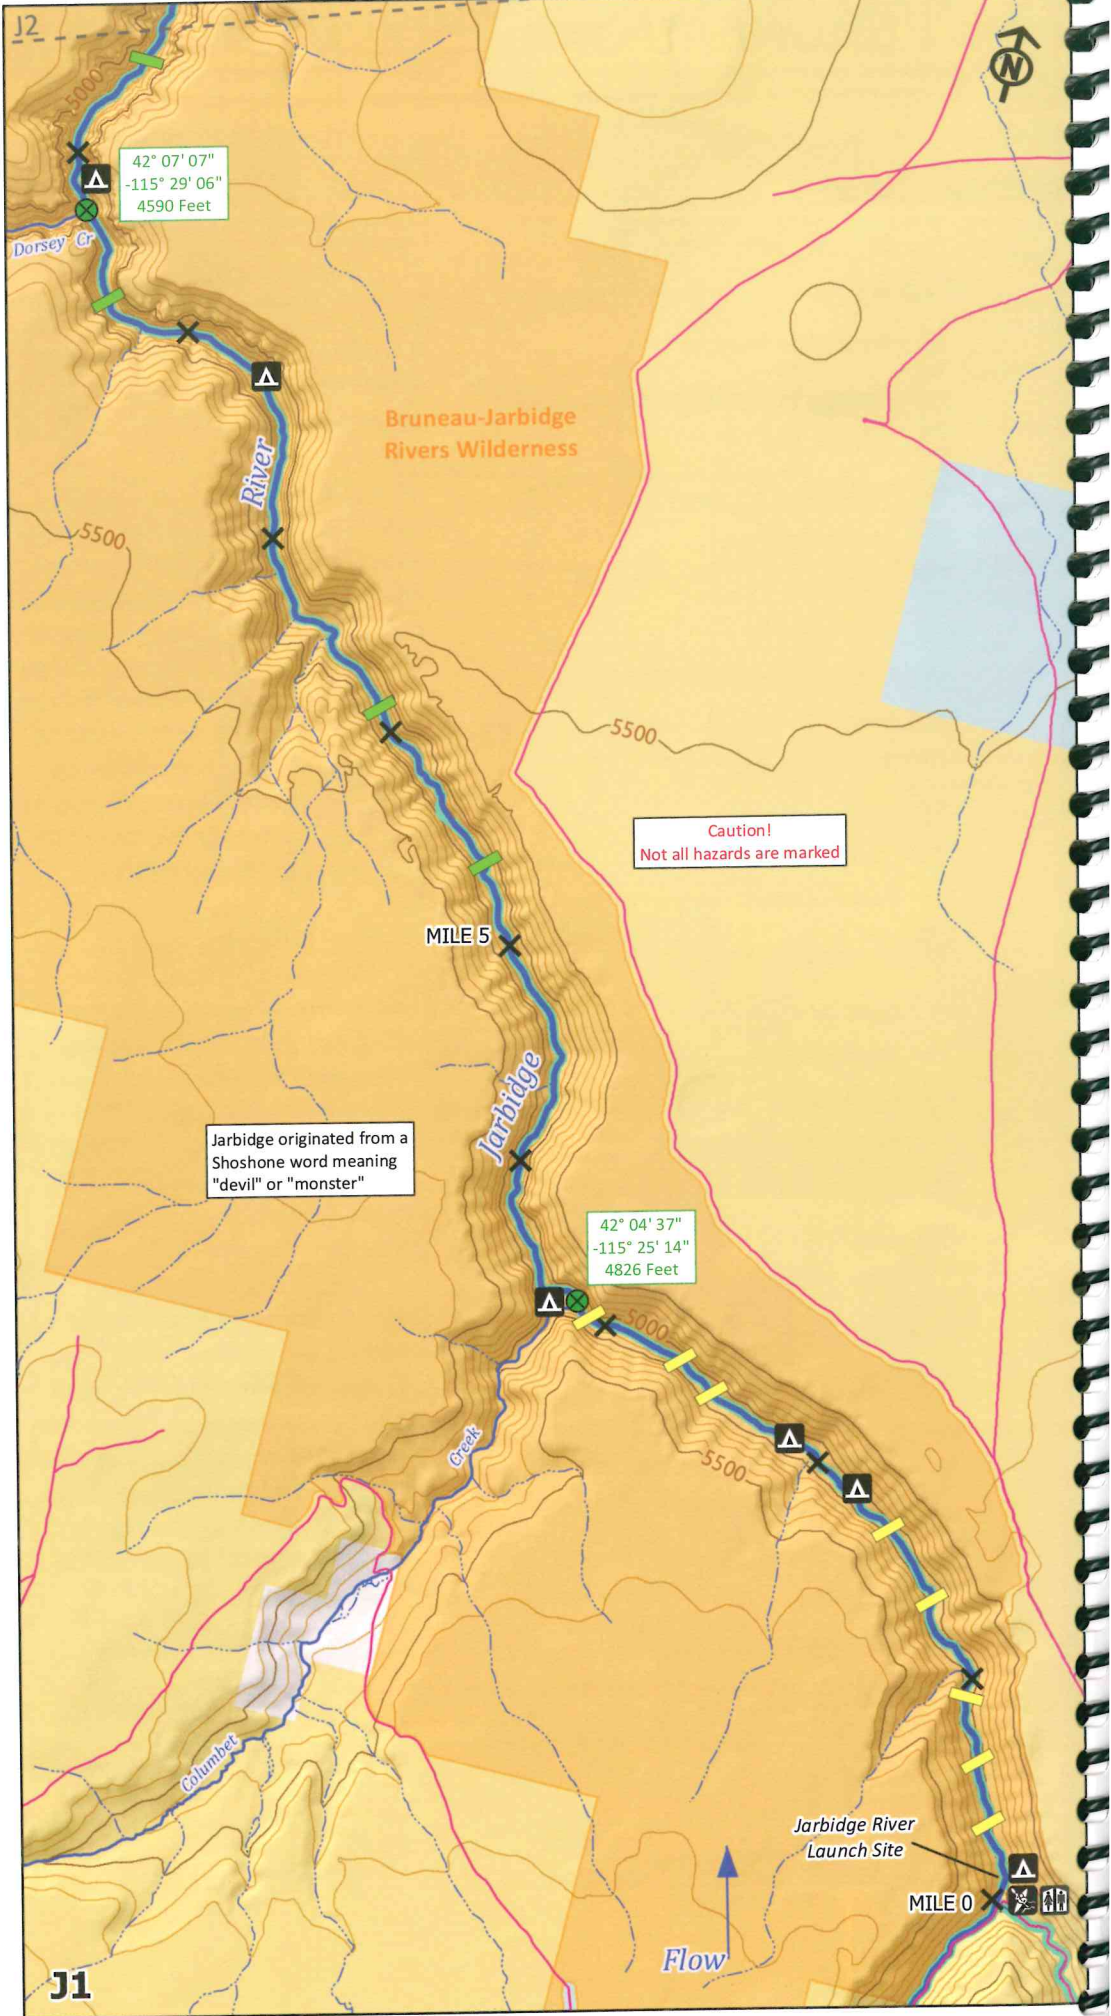 J2
N
5000
42° 07' 07"
-115° 29' 06"
4590 Feet
Dorsey Cr
Bruneau-Jarbidge
Rivers Wilderness
River
5500
5500
Caution!
Not all hazards are marked
MILE 5
Jarbidge
Jarbidge originated from a
Shoshone word meaning
"devil" or "monster"
42° 04' 37"
-115° 25' 14"
4826 Feet
5000
5500
Creek
Columbet
Jarbidge River
Launch Site
MILE 0
Flow
J1